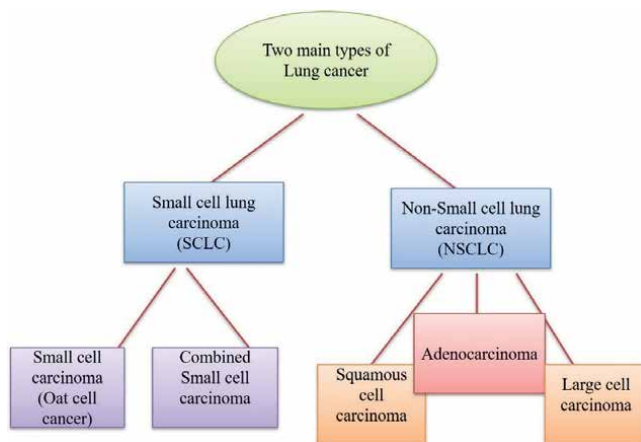 Two main types of
Lung cancer
Small cell lung
carcinoma
(SCLC)
Non-Small cell lung
carcinoma
(NSCLC)
Small cell
carcinoma
(Oat cell
cancer)
Combined
Small cell
carcinoma
Squamous
cell
carcinoma
Adenocarcinoma
Large cell
carcinoma